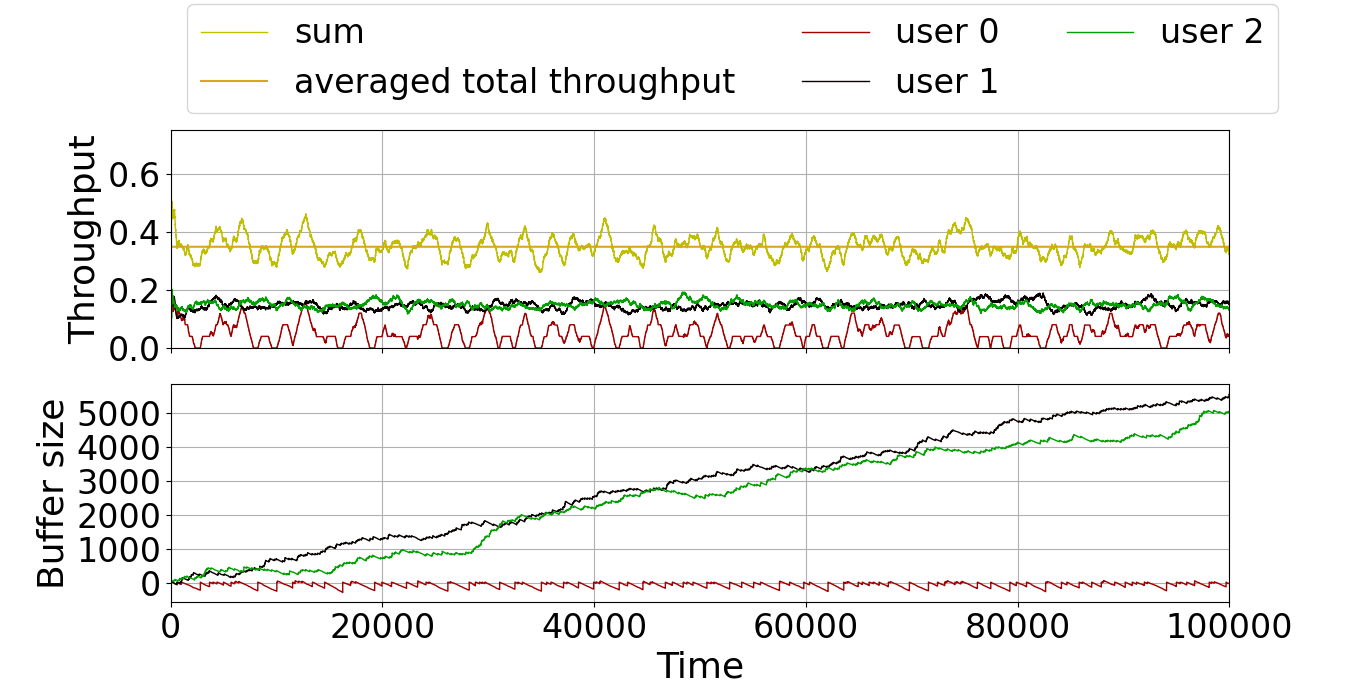 sum
averaged total throughput
user 0
user 1
user 2
Throughput
0.6
0.4
0.2
0.0
Buffer size
5000
4000
3000
2000
1000
0
0 20000 40000 60000 80000 100000
Time